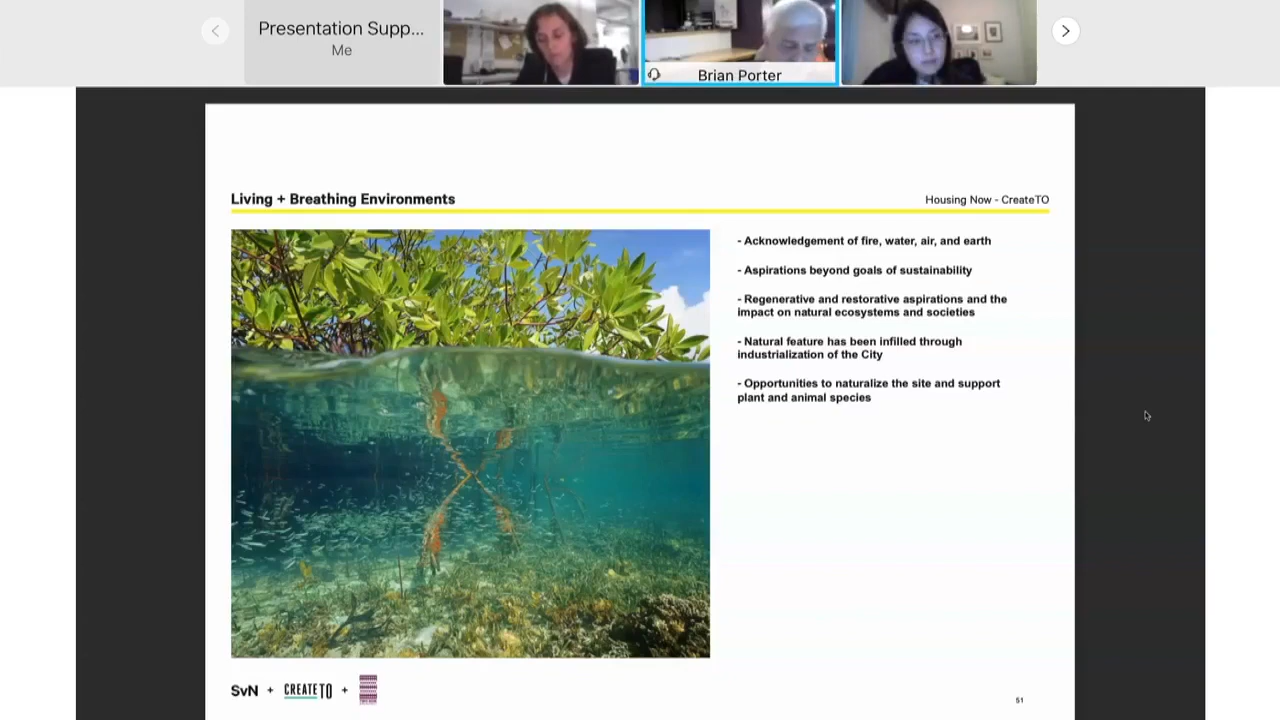 Presentation Supp...
Me
Brian Porter
Living + Breathing Environments
Housing Now - CreateTO
- Acknowledgement of fire, water, air, and earth
- Aspirations beyond goals of sustainability
- Regenerative and restorative aspirations and the
impact on natural ecosystems and societies
- Natural feature has been infilled through
industrialization of the City
- Opportunities to naturalize the site and support
plant and animal species
SvN + CREATETO +
51